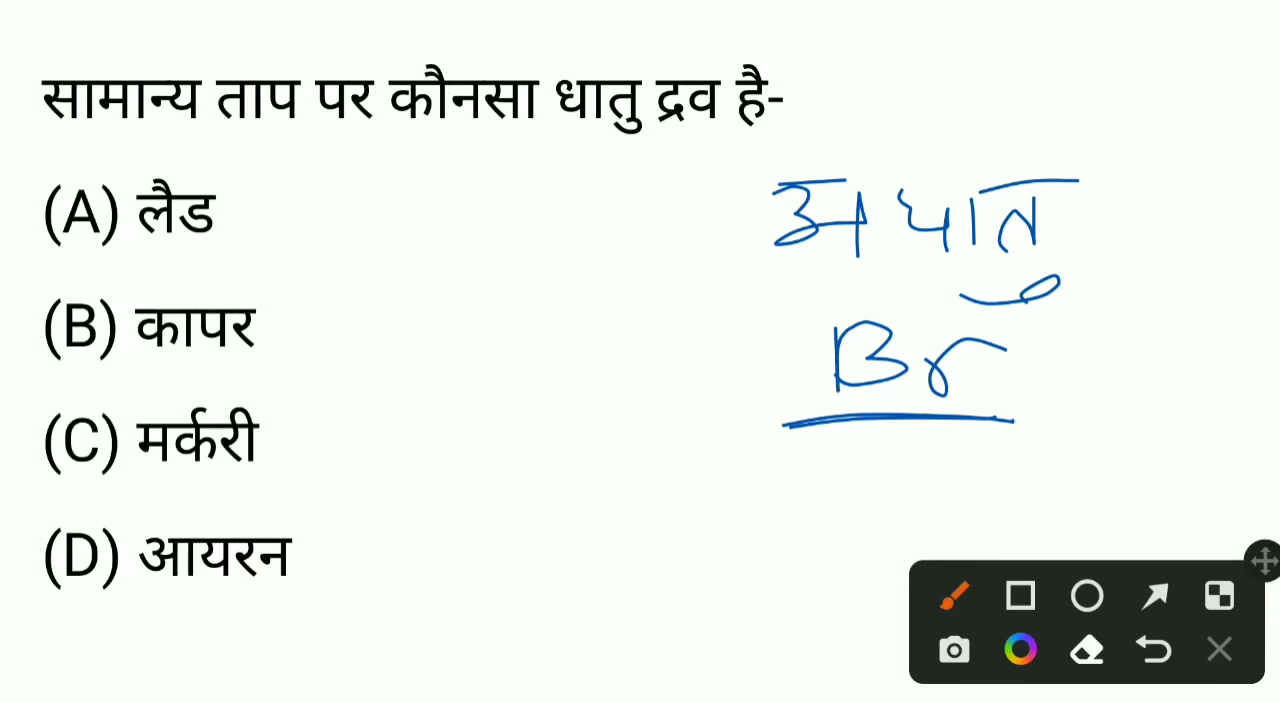 सामान्य ताप पर कौनसा धातु द्रव है-
(A) लैड
(B) कापर
(C) मर्करी
(D) आयरन
अधातु
Br